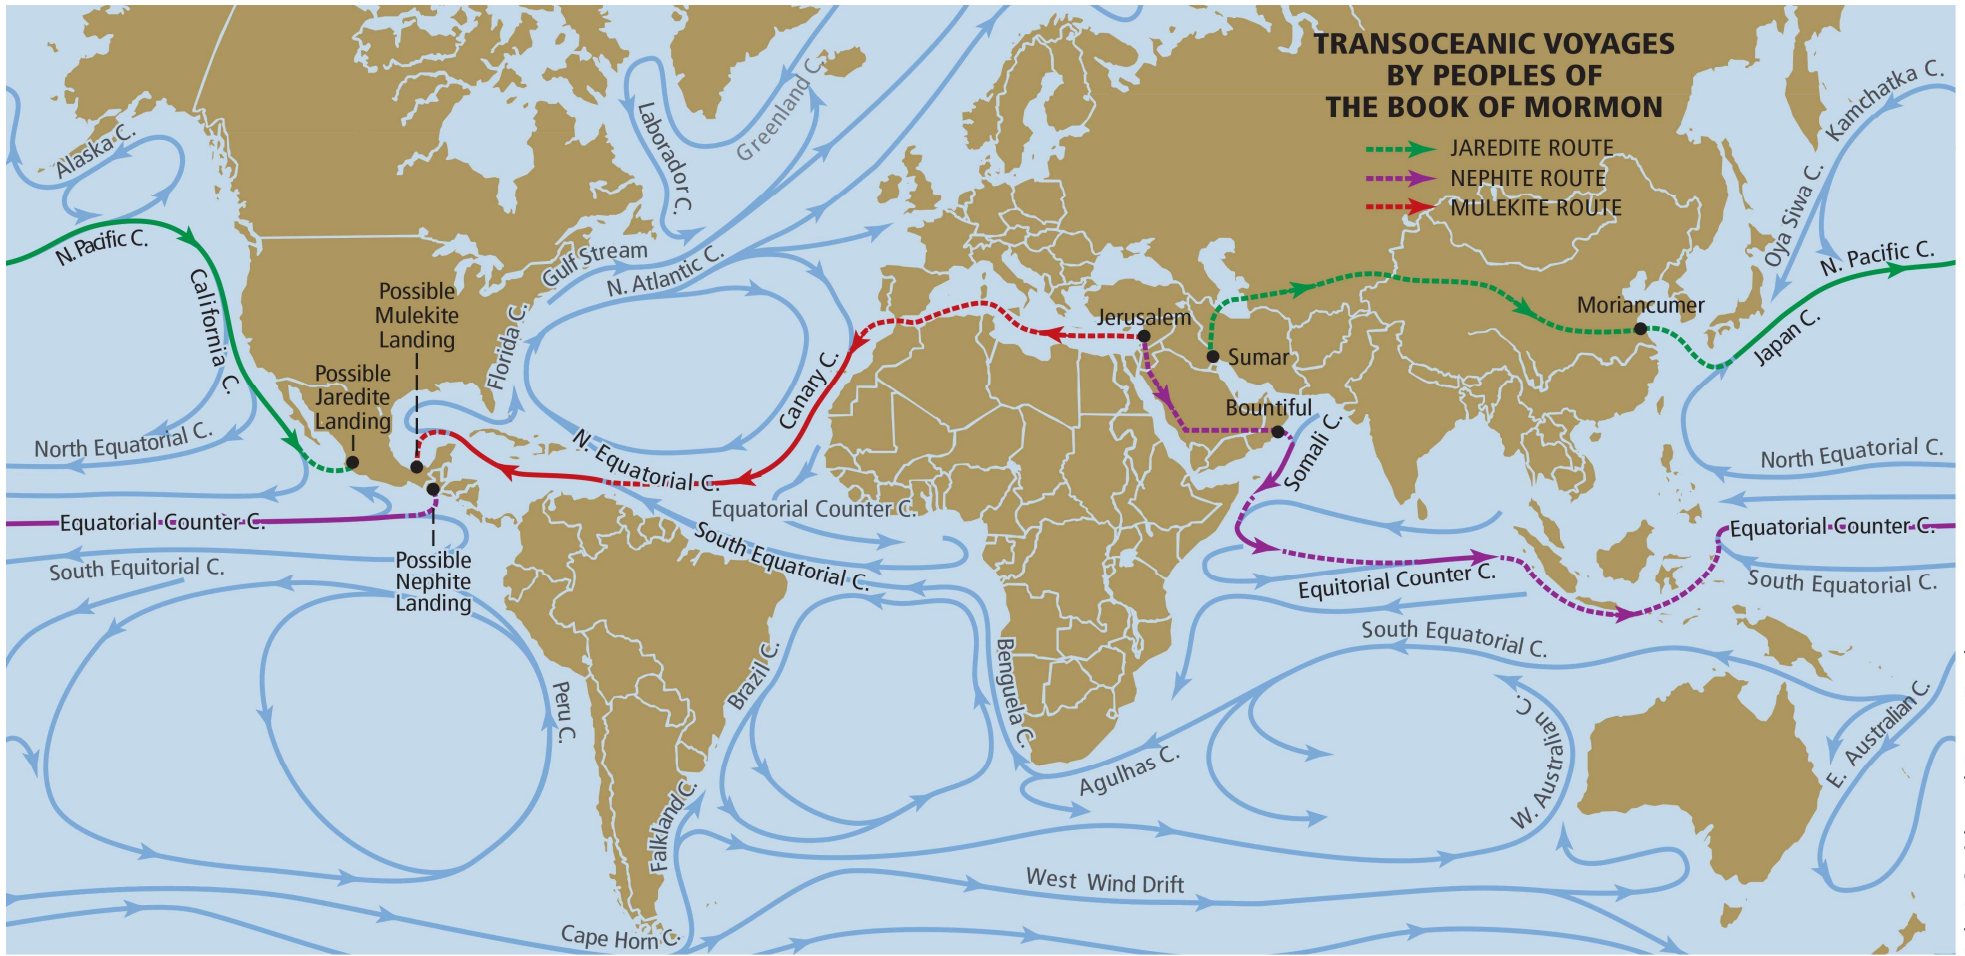 TRANSOCEANIC VOYAGES
BY PEOPLES OF
THE BOOK OF MORMON
JAREDITE ROUTE
NEPHITE ROUTE
MULEKITE ROUTE
Alaska C.
N. Pacific C.
California C.
North Equatorial C.
Equatorial Counter C.
South Equitorial C.
Possible
Mulekite
Landing
Possible
Jaredite
Landing
Possible
Nephite
Landing
Florida C.
Gulf Stream
N. Atlantic C.
Laborador C.
Greenland C.
Canary C.
N. Equatorial C.
Equatorial Counter C.
South Equatorial C.
Peru C.
Brazil C.
Falkland C.
Cape Horn C.
Benguela C.
Agulhas C.
West Wind Drift
Jerusalem
Sumar
Bountiful
Somali C.
Moriancumer
Kamchatka C.
Oya Siwa C.
N. Pacific C.
Japan C.
North Equatorial C.
Equatorial Counter C.
South Equatorial C.
Equitorial Counter C.
South Equatorial C.
W. Australian C.
E. Australian C.